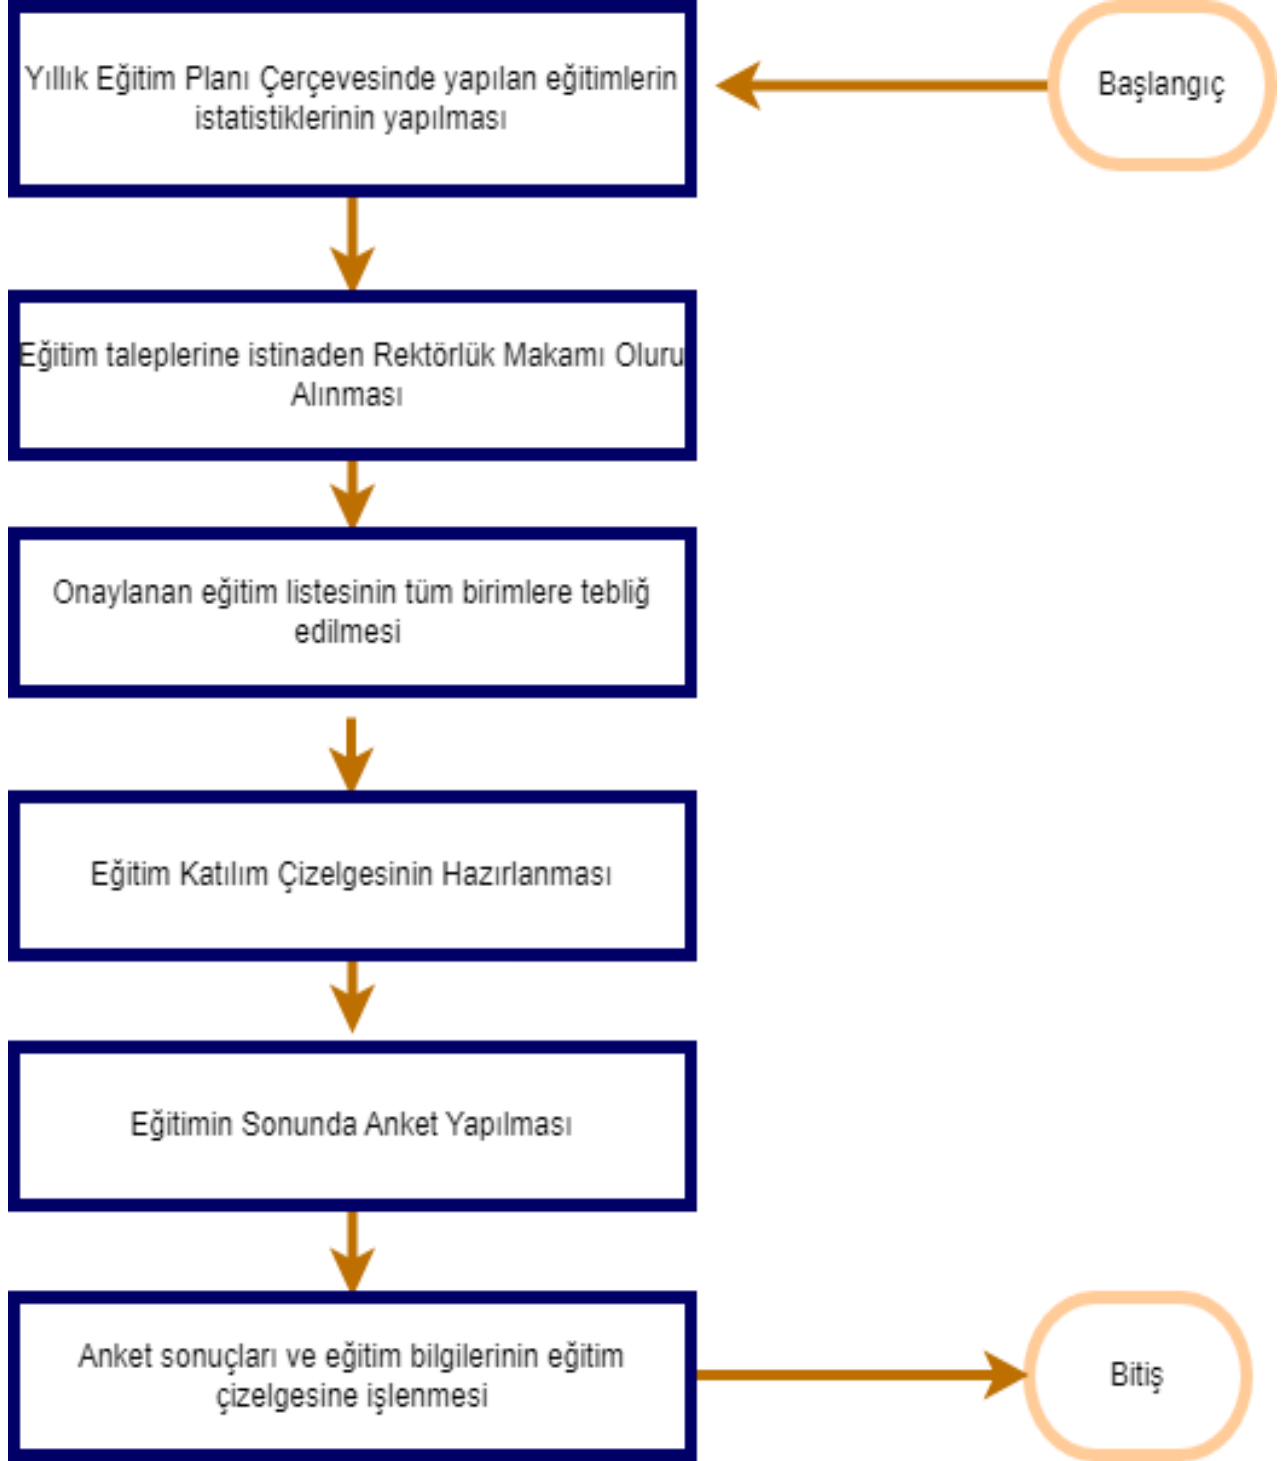 Başlangıç
Yıllık Eğitim Planı Çerçevesinde yapılan eğitimlerin
istatistiklerinin yapılması
Eğitim taleplerine istinaden Rektörlük Makamı Oluru
Alınması
Onaylanan eğitim listesinin tüm birimlere tebliğ
edilmesi
Eğitim Katılım Çizelgesinin Hazırlanması
Eğitimin Sonunda Anket Yapılması
Anket sonuçları ve eğitim bilgilerinin eğitim
çizelgesine işlenmesi
Bitiş